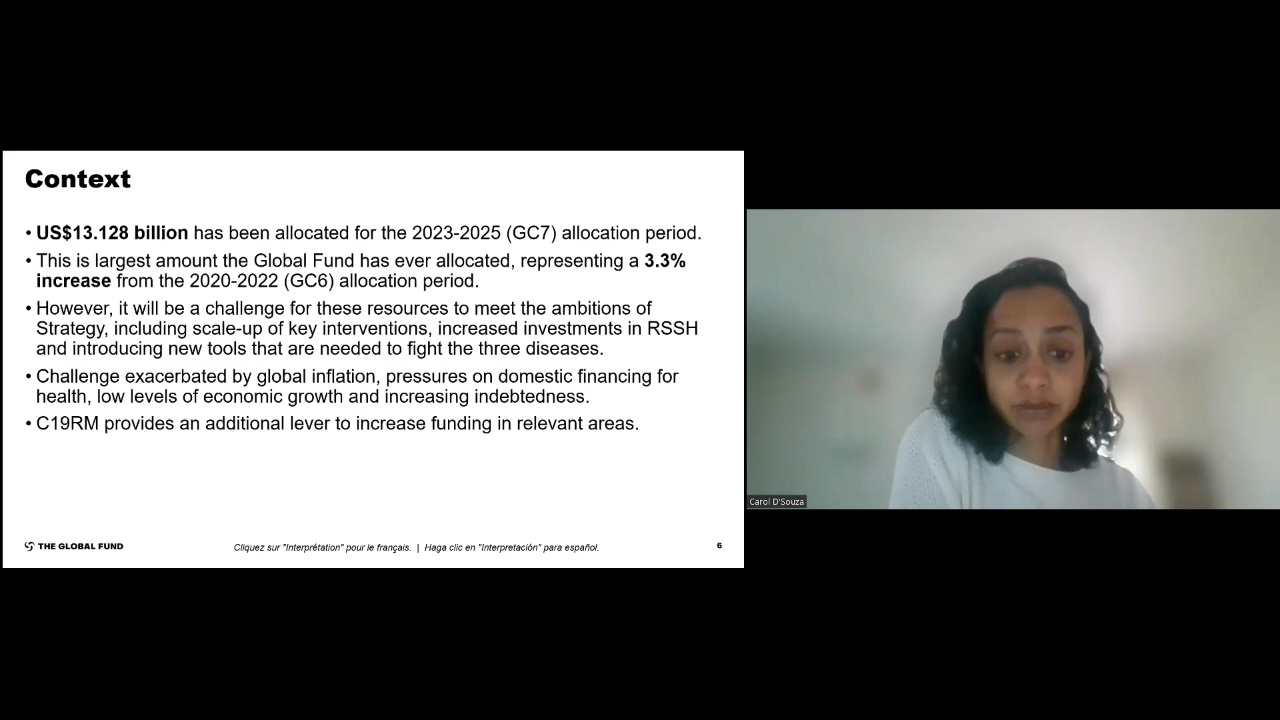 Context
• US$13.128 billion has been allocated for the 2023-2025 (GC7) allocation period.
• This is largest amount the Global Fund has ever allocated, representing a 3.3%
increase from the 2020-2022 (GC6) allocation period.
• However, it will be a challenge for these resources to meet the ambitions of
Strategy, including scale-up of key interventions, increased investments in RSSH
and introducing new tools that are needed to fight the three diseases.
• Challenge exacerbated by global inflation, pressures on domestic financing for
health, low levels of economic growth and increasing indebtedness.
• C19RM provides an additional lever to increase funding in relevant areas.
THE GLOBAL FUND
Cliquez sur "Interprétation" pour le français. | Haga clic en "Interpretación" para español.
6
Carol D'Souza